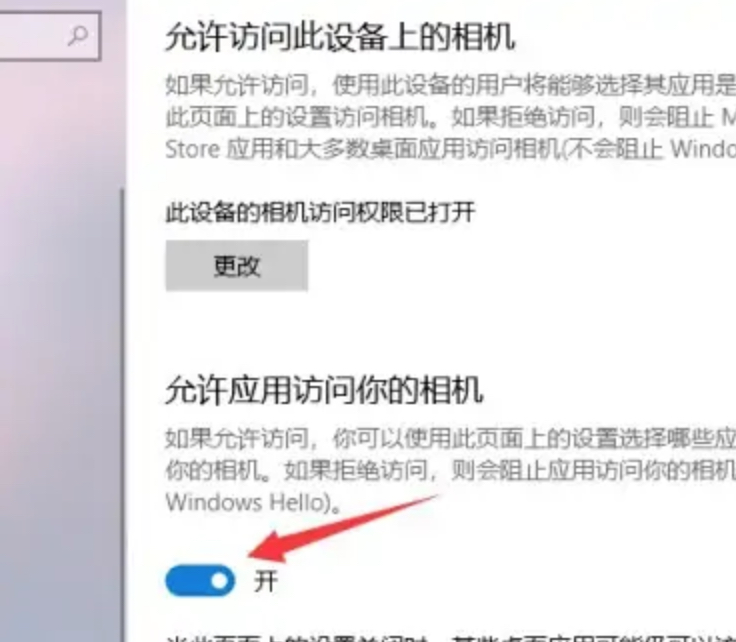 允许访问此设备上的相机
如果允许访问，使用此设备的用户将能够选择其应用是
此页面上的设置访问相机。如果拒绝访问，则会阻止 M
Store 应用和大多数桌面应用访问相机(不会阻止 Windo
此设备的相机访问权限已打开
更改
允许应用访问你的相机
如果允许访问，你可以使用此页面上的设置选择哪些应
你的相机。如果拒绝访问，则会阻止应用访问你的相机
Windows Hello)。
开